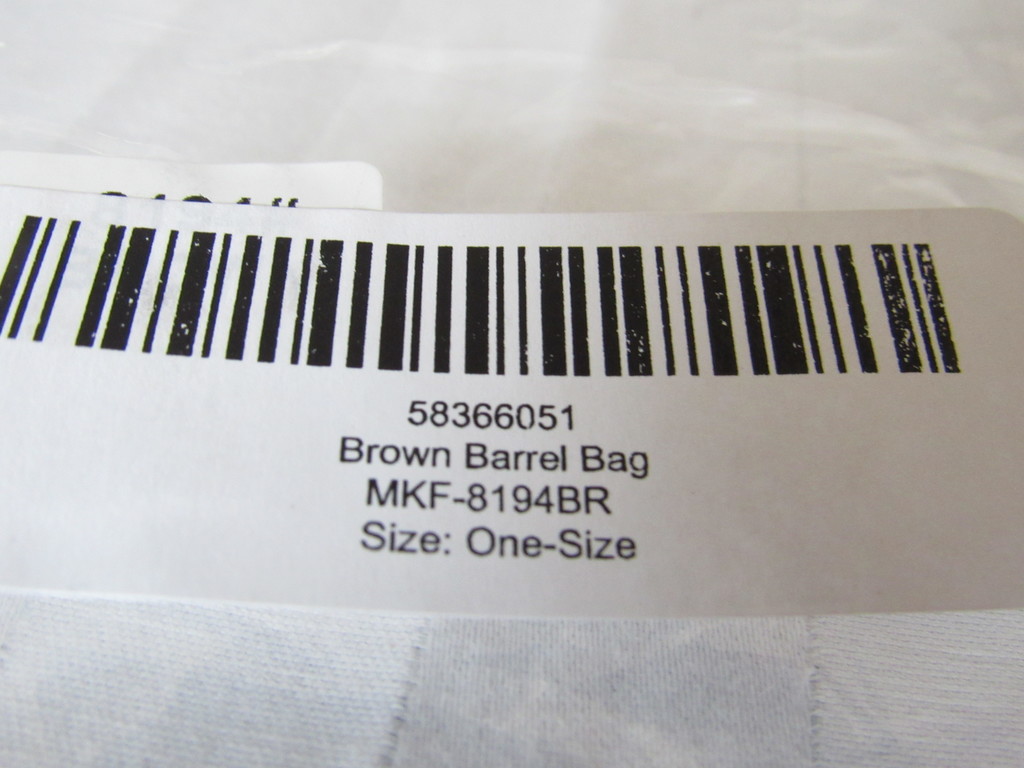 58366051
Brown Barrel Bag
MKF-8194BR
Size: One-Size